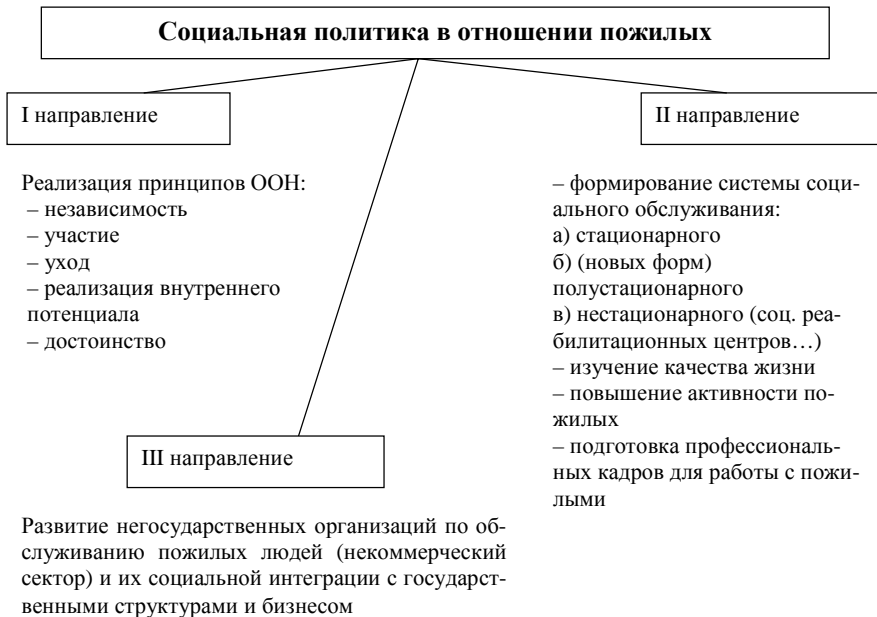 Социальная политика в отношении пожилых
I направление
Реализация принципов ООН:
– независимость
– участие
– уход
– реализация внутреннего
потенциала
– достоинство
II направление
– формирование системы соци-
ального обслуживания:
а) стационарного
б) (новых форм)
полустационарного
в) нестационарного (соц. реа-
билитационных центров…)
– изучение качества жизни
– повышение активности по-
жилых
– подготовка профессиональ-
ных кадров для работы с пожи-
лыми
III направление
Развитие негосударственных организаций по об-
служиванию пожилых людей (некоммерческий
сектор) и их социальной интеграции с государст-
венными структурами и бизнесом